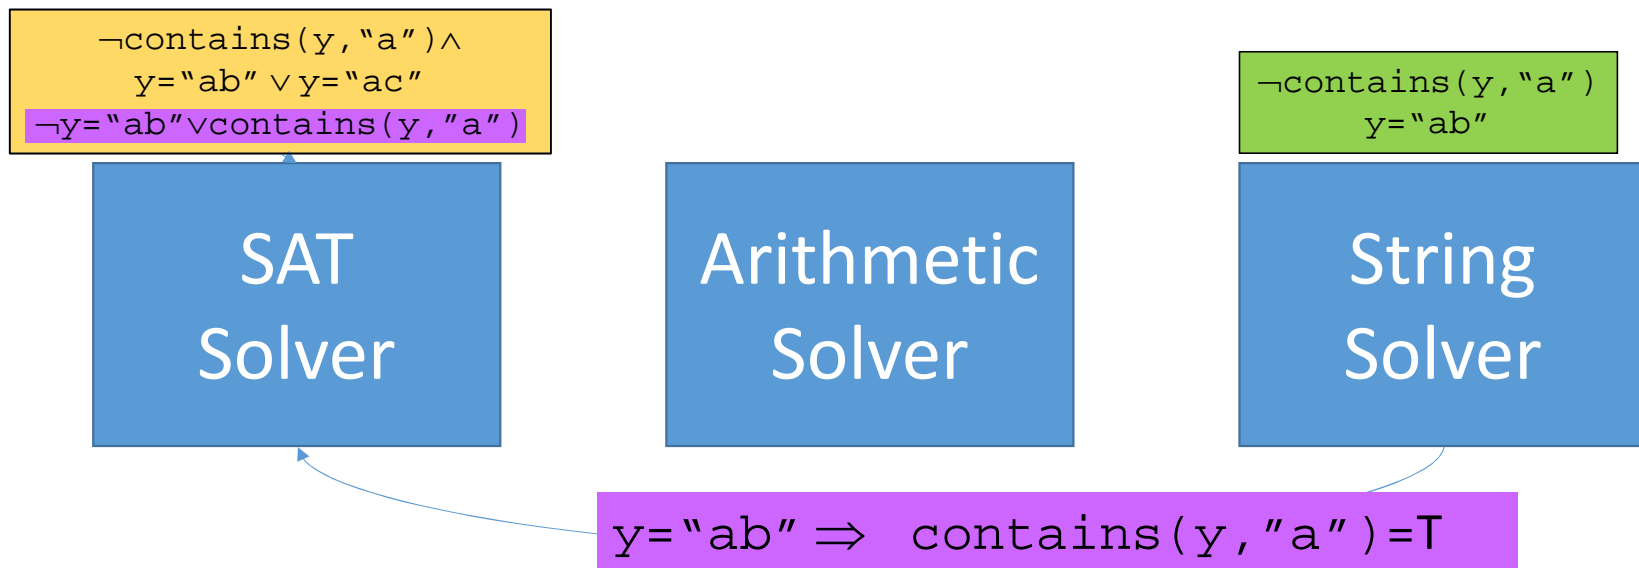 ¬contains(y,“a”)∧
y=“ab”∨y=“ac”
¬y=“ab”∨contains(y,”a”)
¬contains(y,“a”)
y=“ab”
SAT
Solver
Arithmetic
Solver
String
Solver
y=“ab”⇒ contains(y,”a”)=T